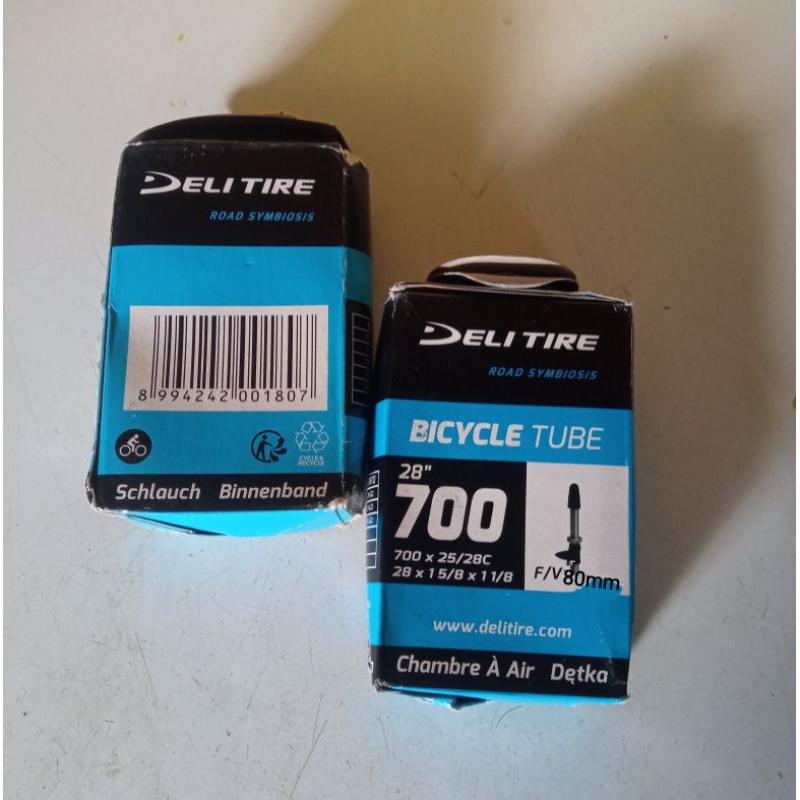 DELI TIRE
ROAD SYMBIOSIS
8 994242 001807
CYCLE &
RECYCLE
Schlauch Binnenband
DELI TIRE
ROAD SYMBIOSIS
BICYCLE TUBE
28"
700
700 x 25/28C
28 x 1 5/8 x 1 1/8
F/V 80mm
www.delitire.com
Chambre À Air Dętka